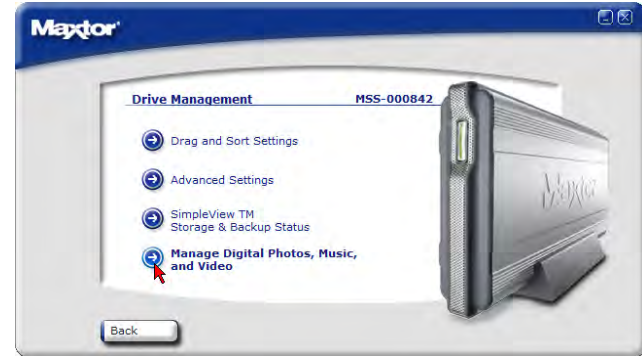 Maxtor
Drive Management MSS-000842
Drag and Sort Settings
Advanced Settings
SimpleView TM
Storage & Backup Status
Manage Digital Photos, Music,
and Video
Maxtor
Back